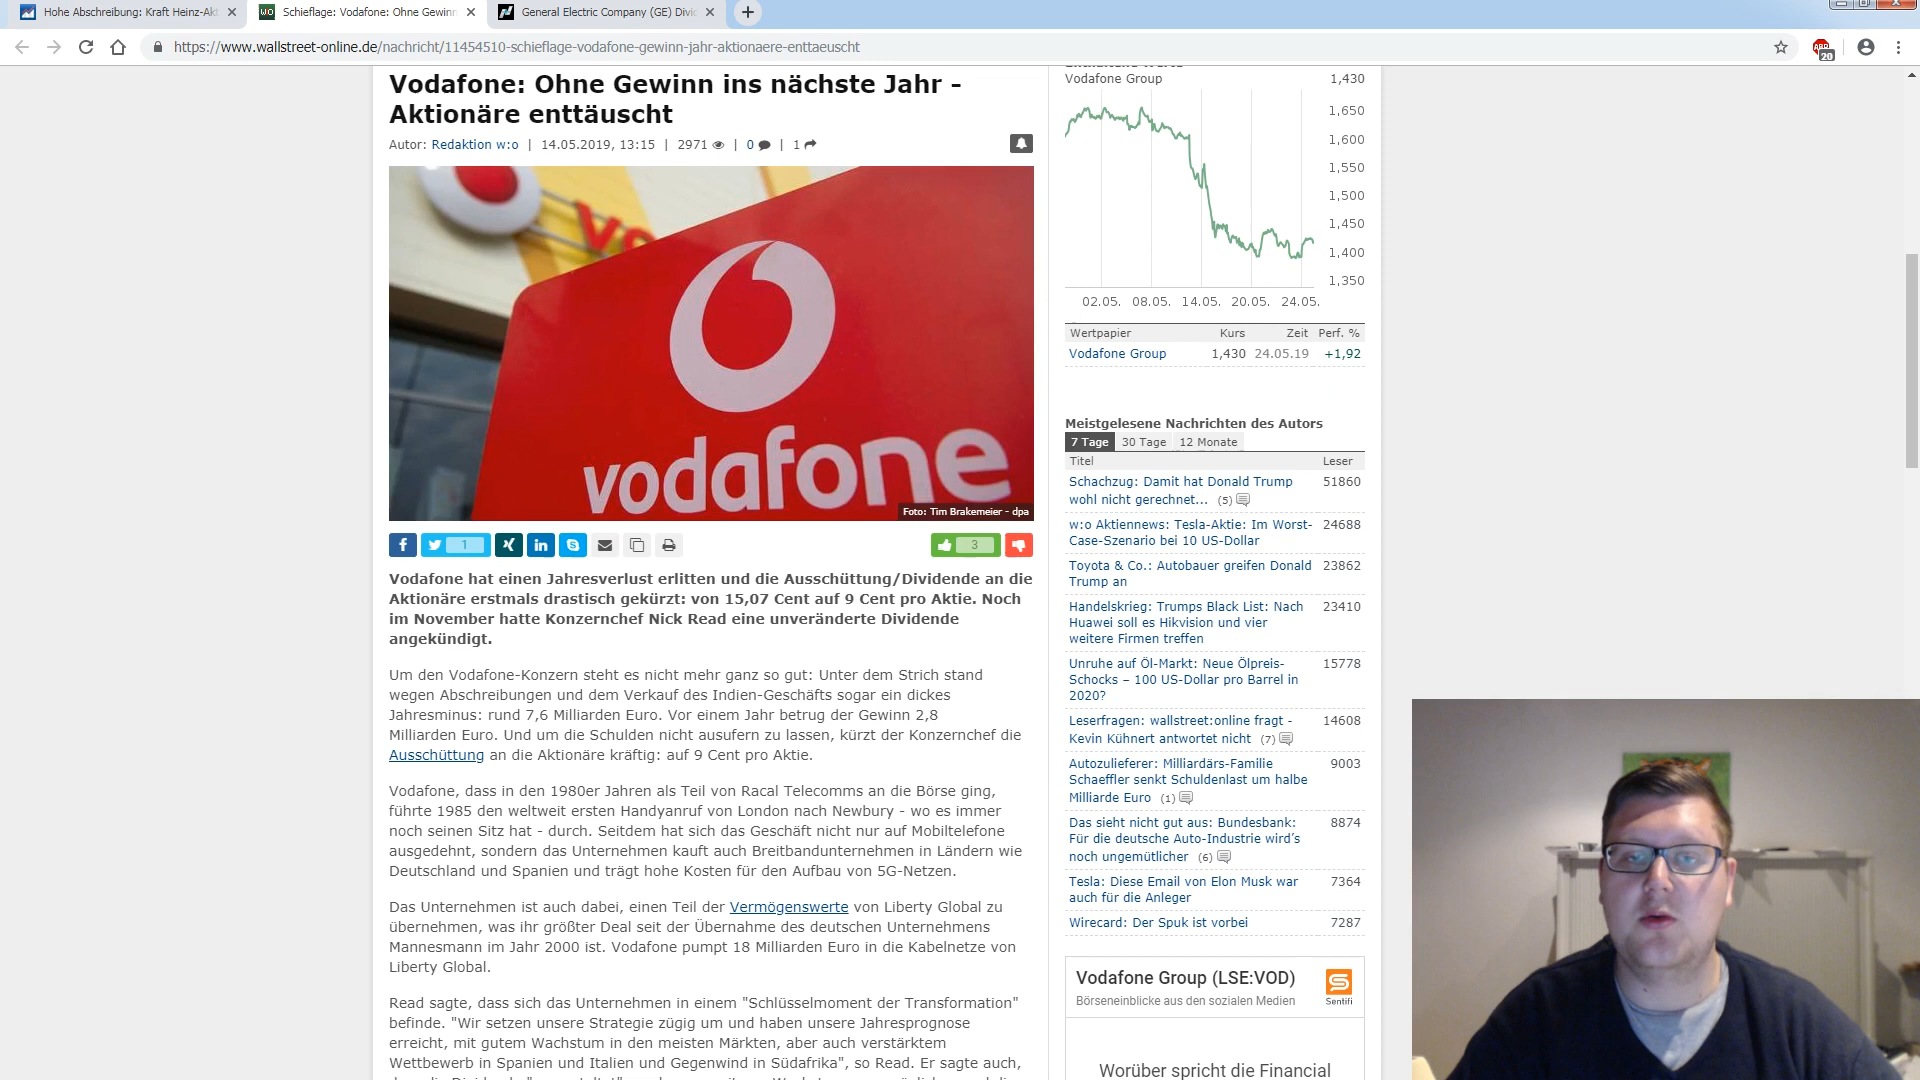 Hohe Abschreibung: Kraft Heinz-Akt
Schieflage: Vodafone: Ohne Gewinn
General Electric Company (GE) Divi
https://www.wallstreet-online.de/nachricht/11454510-schieflage-vodafone-gewinn-jahr-aktionaere-enttaeuscht
ABP
20
Vodafone: Ohne Gewinn ins nächste Jahr -
Aktionäre enttäuscht
Autor: Redaktion w:o | 14.05.2019, 13:15 | 2971 | 0 | 1
vodafone
Foto: Tim Brakemeier - dpa
1
3
Vodafone hat einen Jahresverlust erlitten und die Ausschüttung/Dividende an die
Aktionäre erstmals drastisch gekürzt: von 15,07 Cent auf 9 Cent pro Aktie. Noch
im November hatte Konzernchef Nick Read eine unveränderte Dividende
angekündigt.
Um den Vodafone-Konzern steht es nicht mehr ganz so gut: Unter dem Strich stand
wegen Abschreibungen und dem Verkauf des Indien-Geschäfts sogar ein dickes
Jahresminus: rund 7,6 Milliarden Euro. Vor einem Jahr betrug der Gewinn 2,8
Milliarden Euro. Und um die Schulden nicht ausufern zu lassen, kürzt der Konzernchef die
Ausschüttung an die Aktionäre kräftig: auf 9 Cent pro Aktie.
Vodafone, dass in den 1980er Jahren als Teil von Racal Telecomms an die Börse ging,
führte 1985 den weltweit ersten Handyanruf von London nach Newbury - wo es immer
noch seinen Sitz hat - durch. Seitdem hat sich das Geschäft nicht nur auf Mobiltelefone
ausgedehnt, sondern das Unternehmen kauft auch Breitbandunternehmen in Ländern wie
Deutschland und Spanien und trägt hohe Kosten für den Aufbau von 5G-Netzen.
Das Unternehmen ist auch dabei, einen Teil der Vermögenswerte von Liberty Global zu
übernehmen, was ihr größter Deal seit der Übernahme des deutschen Unternehmens
Mannesmann im Jahr 2000 ist. Vodafone pumpt 18 Milliarden Euro in die Kabelnetze von
Liberty Global.
Read sagte, dass sich das Unternehmen in einem "Schlüsselmoment der Transformation"
befinde. "Wir setzen unsere Strategie zügig um und haben unsere Jahresprognose
erreicht, mit gutem Wachstum in den meisten Märkten, aber auch verstärktem
Wettbewerb in Spanien und Italien und Gegenwind in Südafrika", so Read. Er sagte auch,
Vodafone Group 1,430
1,650
1,600
1,550
1,500
1,450
1,400
1,350
02.05. 08.05. 14.05. 20.05. 24.05.
Wertpapier Kurs Zeit Perf. %
Vodafone Group 1,430 24.05.19 +1,92
Meistgelesene Nachrichten des Autors
7 Tage 30 Tage 12 Monate
Titel Leser
Schachzug: Damit hat Donald Trump 51860
wohl nicht gerechnet... (5)
w:o Aktiennews: Tesla-Aktie: Im Worst- 24688
Case-Szenario bei 10 US-Dollar
Toyota & Co.: Autobauer greifen Donald 23862
Trump an
Handelskrieg: Trumps Black List: Nach 23410
Huawei soll es Hikvision und vier
weitere Firmen treffen
Unruhe auf Öl-Markt: Neue Ölpreis- 15778
Schocks – 100 US-Dollar pro Barrel in
2020?
Leserfragen: wallstreet:online fragt - 14608
Kevin Kühnert antwortet nicht (7)
Autozulieferer: Milliardärs-Familie 9003
Schaeffler senkt Schuldenlast um halbe
Milliarde Euro (1)
Das sieht nicht gut aus: Bundesbank: 8874
Für die deutsche Auto-Industrie wird's
noch ungemütlicher (6)
Tesla: Diese Email von Elon Musk war 7364
auch für die Anleger
Wirecard: Der Spuk ist vorbei 7287
Vodafone Group (LSE:VOD)
Börseneinblicke aus den sozialen Medien
Sentifi
Worüber spricht die Financial